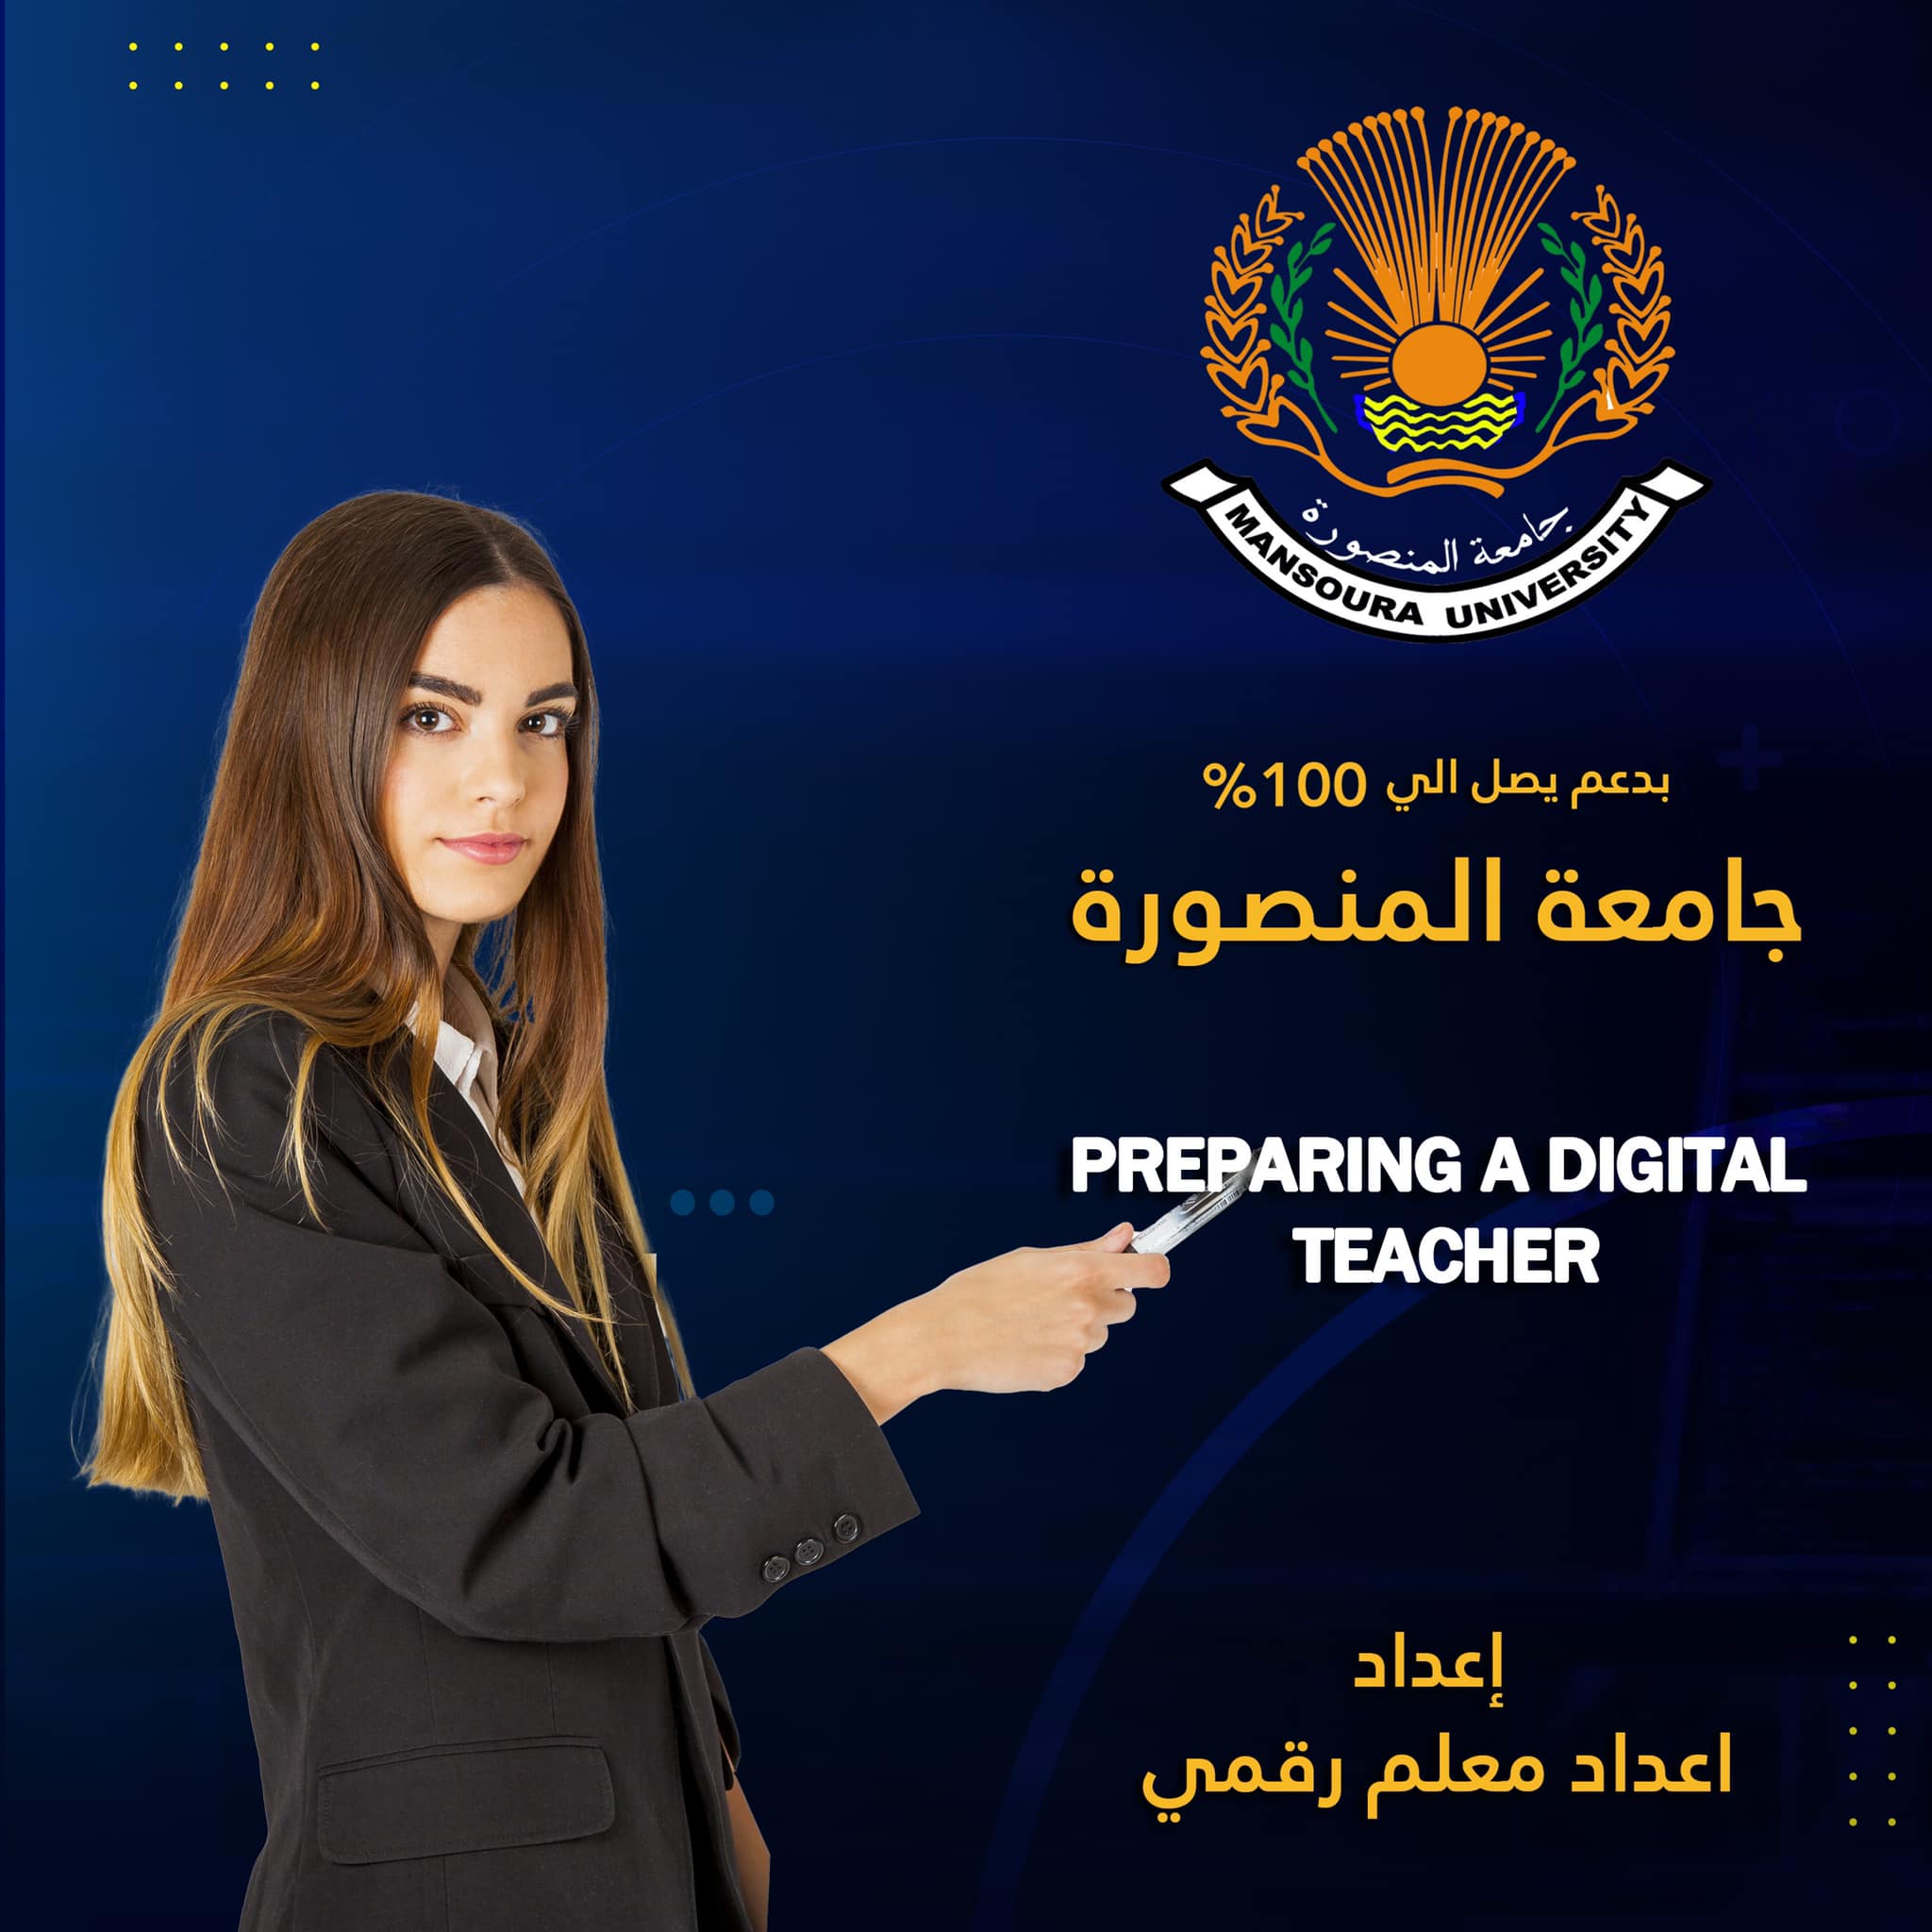 جامعة المنصورة
MANSOURA UNIVERSITY
بدعم يصل الي 100%
جامعة المنصورة
PREPARING A DIGITAL
TEACHER
إعداد
اعداد معلم رقمي